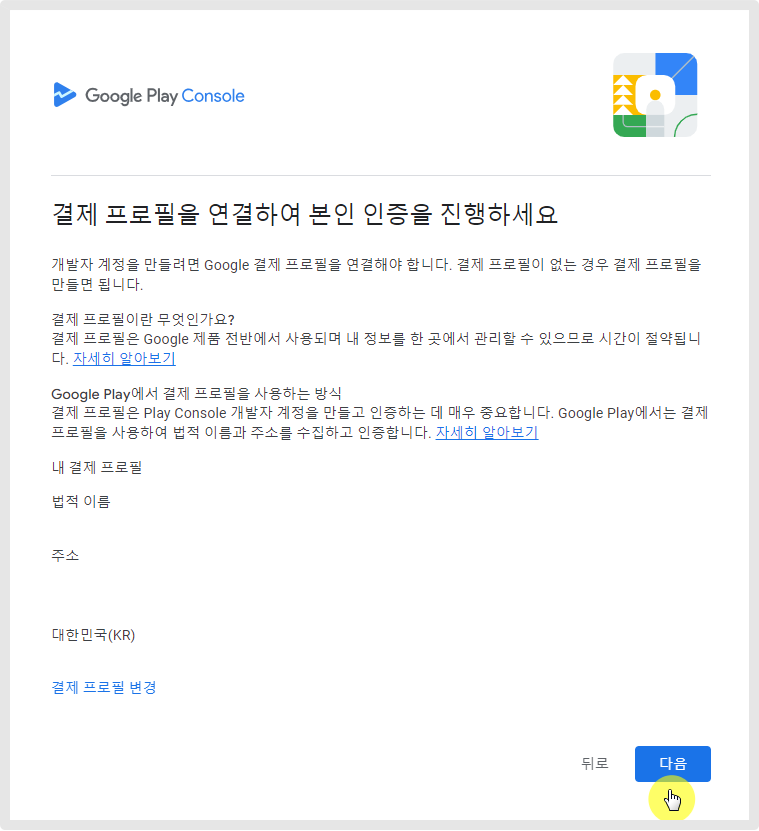 Google Play Console
결제 프로필을 연결하여 본인 인증을 진행하세요
개발자 계정을 만들려면 Google 결제 프로필을 연결해야 합니다. 결제 프로필이 없는 경우 결제 프로필을
만들면 됩니다.
결제 프로필이란 무엇인가요?
결제 프로필은 Google 제품 전반에서 사용되며 내 정보를 한 곳에서 관리할 수 있으므로 시간이 절약됩니
다. 자세히 알아보기
Google Play에서 결제 프로필을 사용하는 방식
결제 프로필은 Play Console 개발자 계정을 만들고 인증하는 데 매우 중요합니다. Google Play에서는 결제
프로필을 사용하여 법적 이름과 주소를 수집하고 인증합니다. 자세히 알아보기
내 결제 프로필
법적 이름
주소
대한민국(KR)
결제 프로필 변경
뒤로 다음